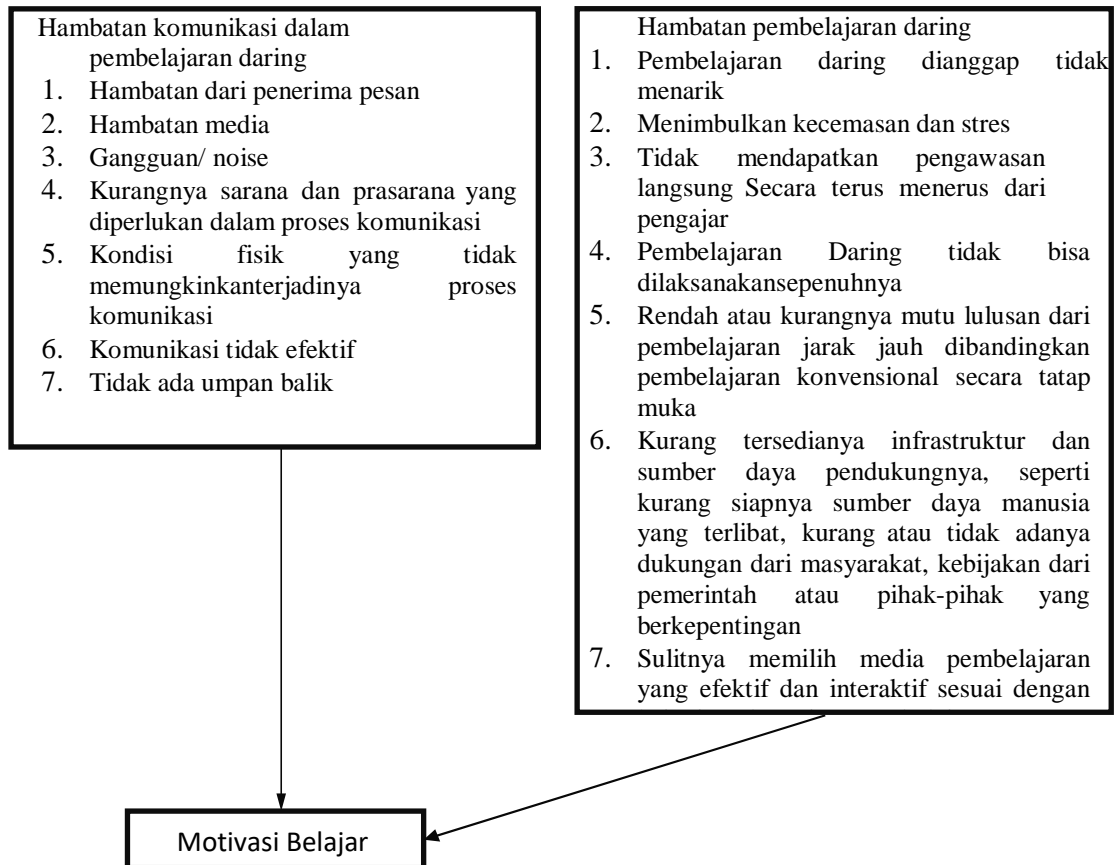 Hambatan komunikasi dalam
pembelajaran daring
1. Hambatan dari penerima pesan
2. Hambatan media
3. Gangguan/ noise
4. Kurangnya sarana dan prasarana yang
diperlukan dalam proses komunikasi
5. Kondisi fisik yang tidak
memungkinkanterjadinya proses
komunikasi
6. Komunikasi tidak efektif
7. Tidak ada umpan balik
Hambatan pembelajaran daring
1. Pembelajaran daring dianggap tidak
menarik
2. Menimbulkan kecemasan dan stres
3. Tidak mendapatkan pengawasan
langsung Secara terus menerus dari
pengajar
4. Pembelajaran Daring tidak bisa
dilaksanakansepenuhnya
5. Rendah atau kurangnya mutu lulusan dari
pembelajaran jarak jauh dibandingkan
pembelajaran konvensional secara tatap
muka
6. Kurang tersedianya infrastruktur dan
sumber daya pendukungnya, seperti
kurang siapnya sumber daya manusia
yang terlibat, kurang atau tidak adanya
dukungan dari masyarakat, kebijakan dari
pemerintah atau pihak-pihak yang
berkepentingan
7. Sulitnya memilih media pembelajaran
yang efektif dan interaktif sesuai dengan
Motivasi Belajar